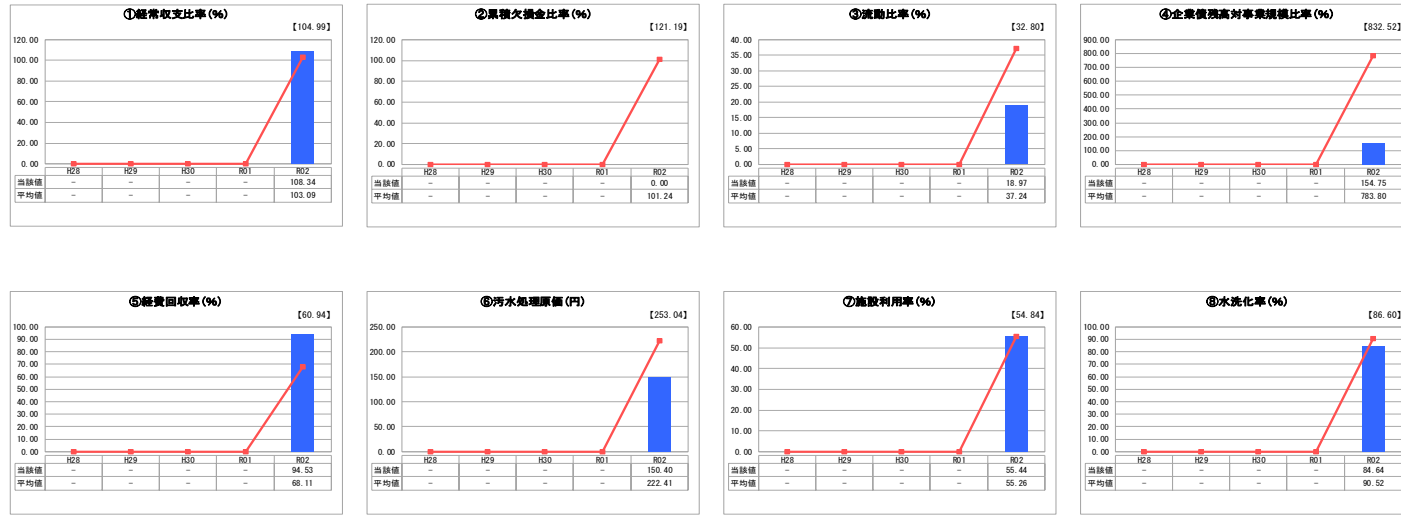 ①経常収支比率(%)
【104.99】
120.00
100.00
80.00
60.00
40.00
20.00
0.00
H28 H29 H30 R01 R02
当該値 - - - - 108.34
平均値 - - - - 103.09
②累積欠損金比率(%)
【121.19】
120.00
100.00
80.00
60.00
40.00
20.00
0.00
H28 H29 H30 R01 R02
当該値 - - - - 0.00
平均値 - - - - 101.24
③流動比率(%)
【32.80】
40.00
35.00
30.00
25.00
20.00
15.00
10.00
5.00
0.00
H28 H29 H30 R01 R02
当該値 - - - - 18.97
平均値 - - - - 37.24
④企業債残高対事業規模比率(%)
【832.52】
900.00
800.00
700.00
600.00
500.00
400.00
300.00
200.00
100.00
0.00
H28 H29 H30 R01 R02
当該値 - - - - 154.75
平均値 - - - - 783.80
⑤経費回収率(%)
【60.94】
100.00
90.00
80.00
70.00
60.00
50.00
40.00
30.00
20.00
10.00
0.00
H28 H29 H30 R01 R02
当該値 - - - - 94.53
平均値 - - - - 68.11
⑥汚水処理原価(円)
【253.04】
250.00
200.00
150.00
100.00
50.00
0.00
H28 H29 H30 R01 R02
当該値 - - - - 150.40
平均値 - - - - 222.41
⑦施設利用率(%)
【54.84】
60.00
50.00
40.00
30.00
20.00
10.00
0.00
H28 H29 H30 R01 R02
当該値 - - - - 55.44
平均値 - - - - 55.26
⑧水洗化率(%)
【86.60】
100.00
90.00
80.00
70.00
60.00
50.00
40.00
30.00
20.00
10.00
0.00
H28 H29 H30 R01 R02
当該値 - - - - 84.64
平均値 - - - - 90.52